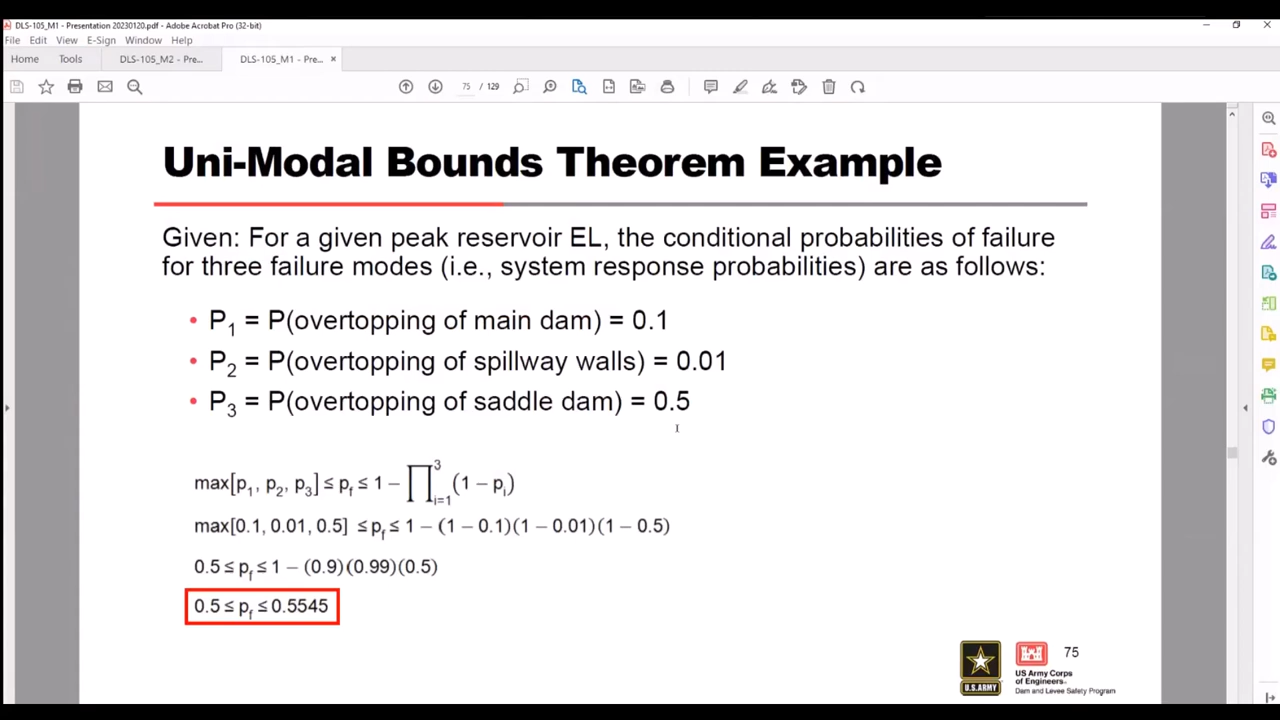 DLS-105_M1 - Presentation 20230120.pdf - Adobe Acrobat Pro (32-bit)
File Edit View E-Sign Window Help
Home Tools DLS-105_M2 - Pre... DLS-105_M1 - Pre... ×
75 / 129
Uni-Modal Bounds Theorem Example
Given: For a given peak reservoir EL, the conditional probabilities of failure
for three failure modes (i.e., system response probabilities) are as follows:
• P₁ = P(overtopping of main dam) = 0.1
• P₂ = P(overtopping of spillway walls) = 0.01
• P₃ = P(overtopping of saddle dam) = 0.5
max[p₁, p₂, p₃] ≤ p_f ≤ 1 − ∏³ᵢ₌₁ (1 − pᵢ)
max[0.1, 0.01, 0.5] ≤ p_f ≤ 1 − (1 − 0.1)(1 − 0.01)(1 − 0.5)
0.5 ≤ p_f ≤ 1 − (0.9)(0.99)(0.5)
0.5 ≤ p_f ≤ 0.5545
U.S.ARMY
US Army Corps
of Engineers
Dam and Levee Safety Program
75